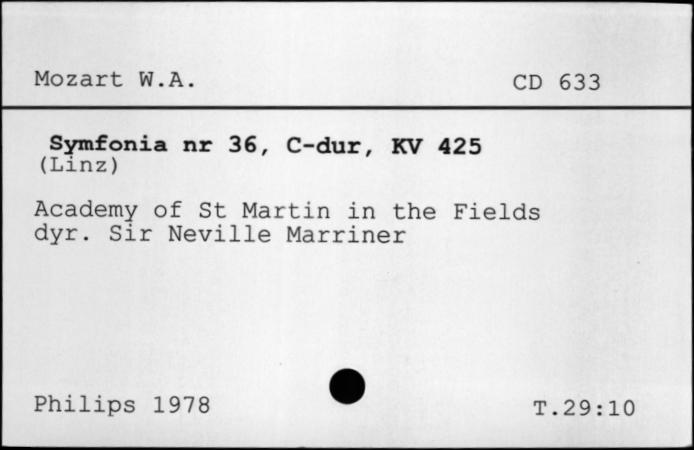 Mozart W.A.
CD 633
Symfonia nr 36, C-dur, KV 425
(Linz)
Academy of St Martin in the Fields
dyr. Sir Neville Marriner
Philips 1978
T.29:10